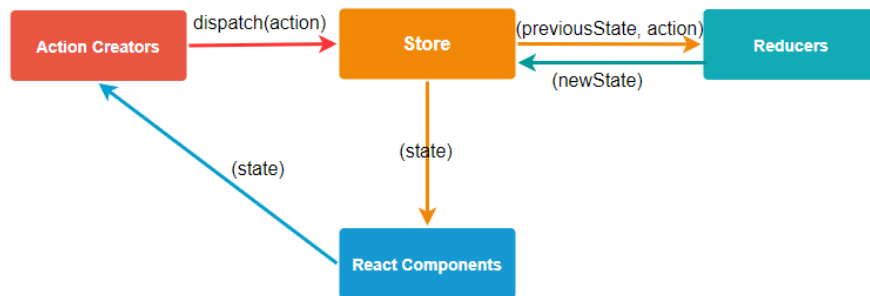 Action Creators
dispatch(action)
Store
(previousState, action)
Reducers
(newState)
(state)
(state)
React Components